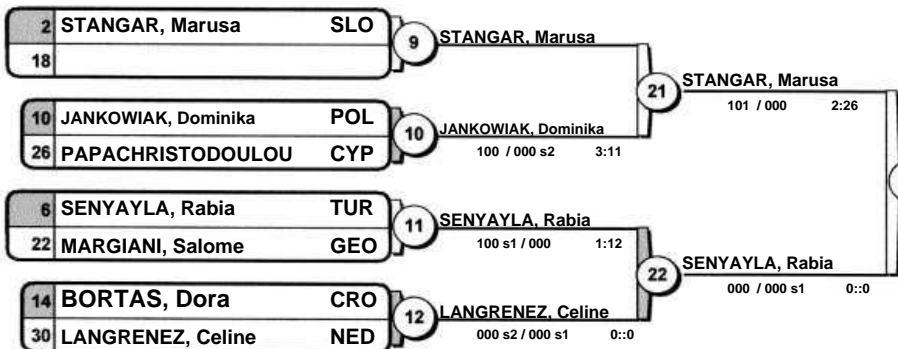 2 STANGAR, Marusa SLO
18
9
STANGAR, Marusa
10 JANKOWIAK, Dominika POL
26 PAPACHRISTODOULOU CYP
10
JANKOWIAK, Dominika
100 / 000 s2 3:11
21
STANGAR, Marusa
101 / 000 2:26
6 SENYAYLA, Rabia TUR
22 MARGIANI, Salome GEO
11
SENYAYLA, Rabia
100 s1 / 000 1:12
14 BORTAS, Dora CRO
30 LANGRENEZ, Celine NED
12
LANGRENEZ, Celine
000 s2 / 000 s1 0::0
22
SENYAYLA, Rabia
000 / 000 s1 0::0